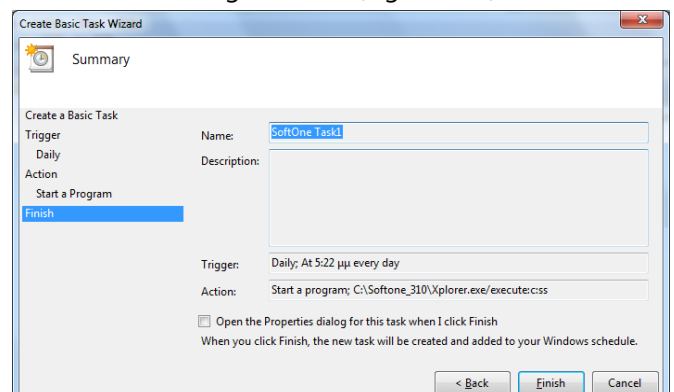 Create Basic Task Wizard
Summary
Create a Basic Task
Trigger
Daily
Action
Start a Program
Finish
Name: SoftOne Task1
Description:
Trigger: Daily; At 5:22 μμ every day
Action: Start a program; C:\Softone_310\Xplorer.exe/execute:c:ss
Open the Properties dialog for this task when I click Finish
When you click Finish, the new task will be created and added to your Windows schedule.
< Back Finish Cancel